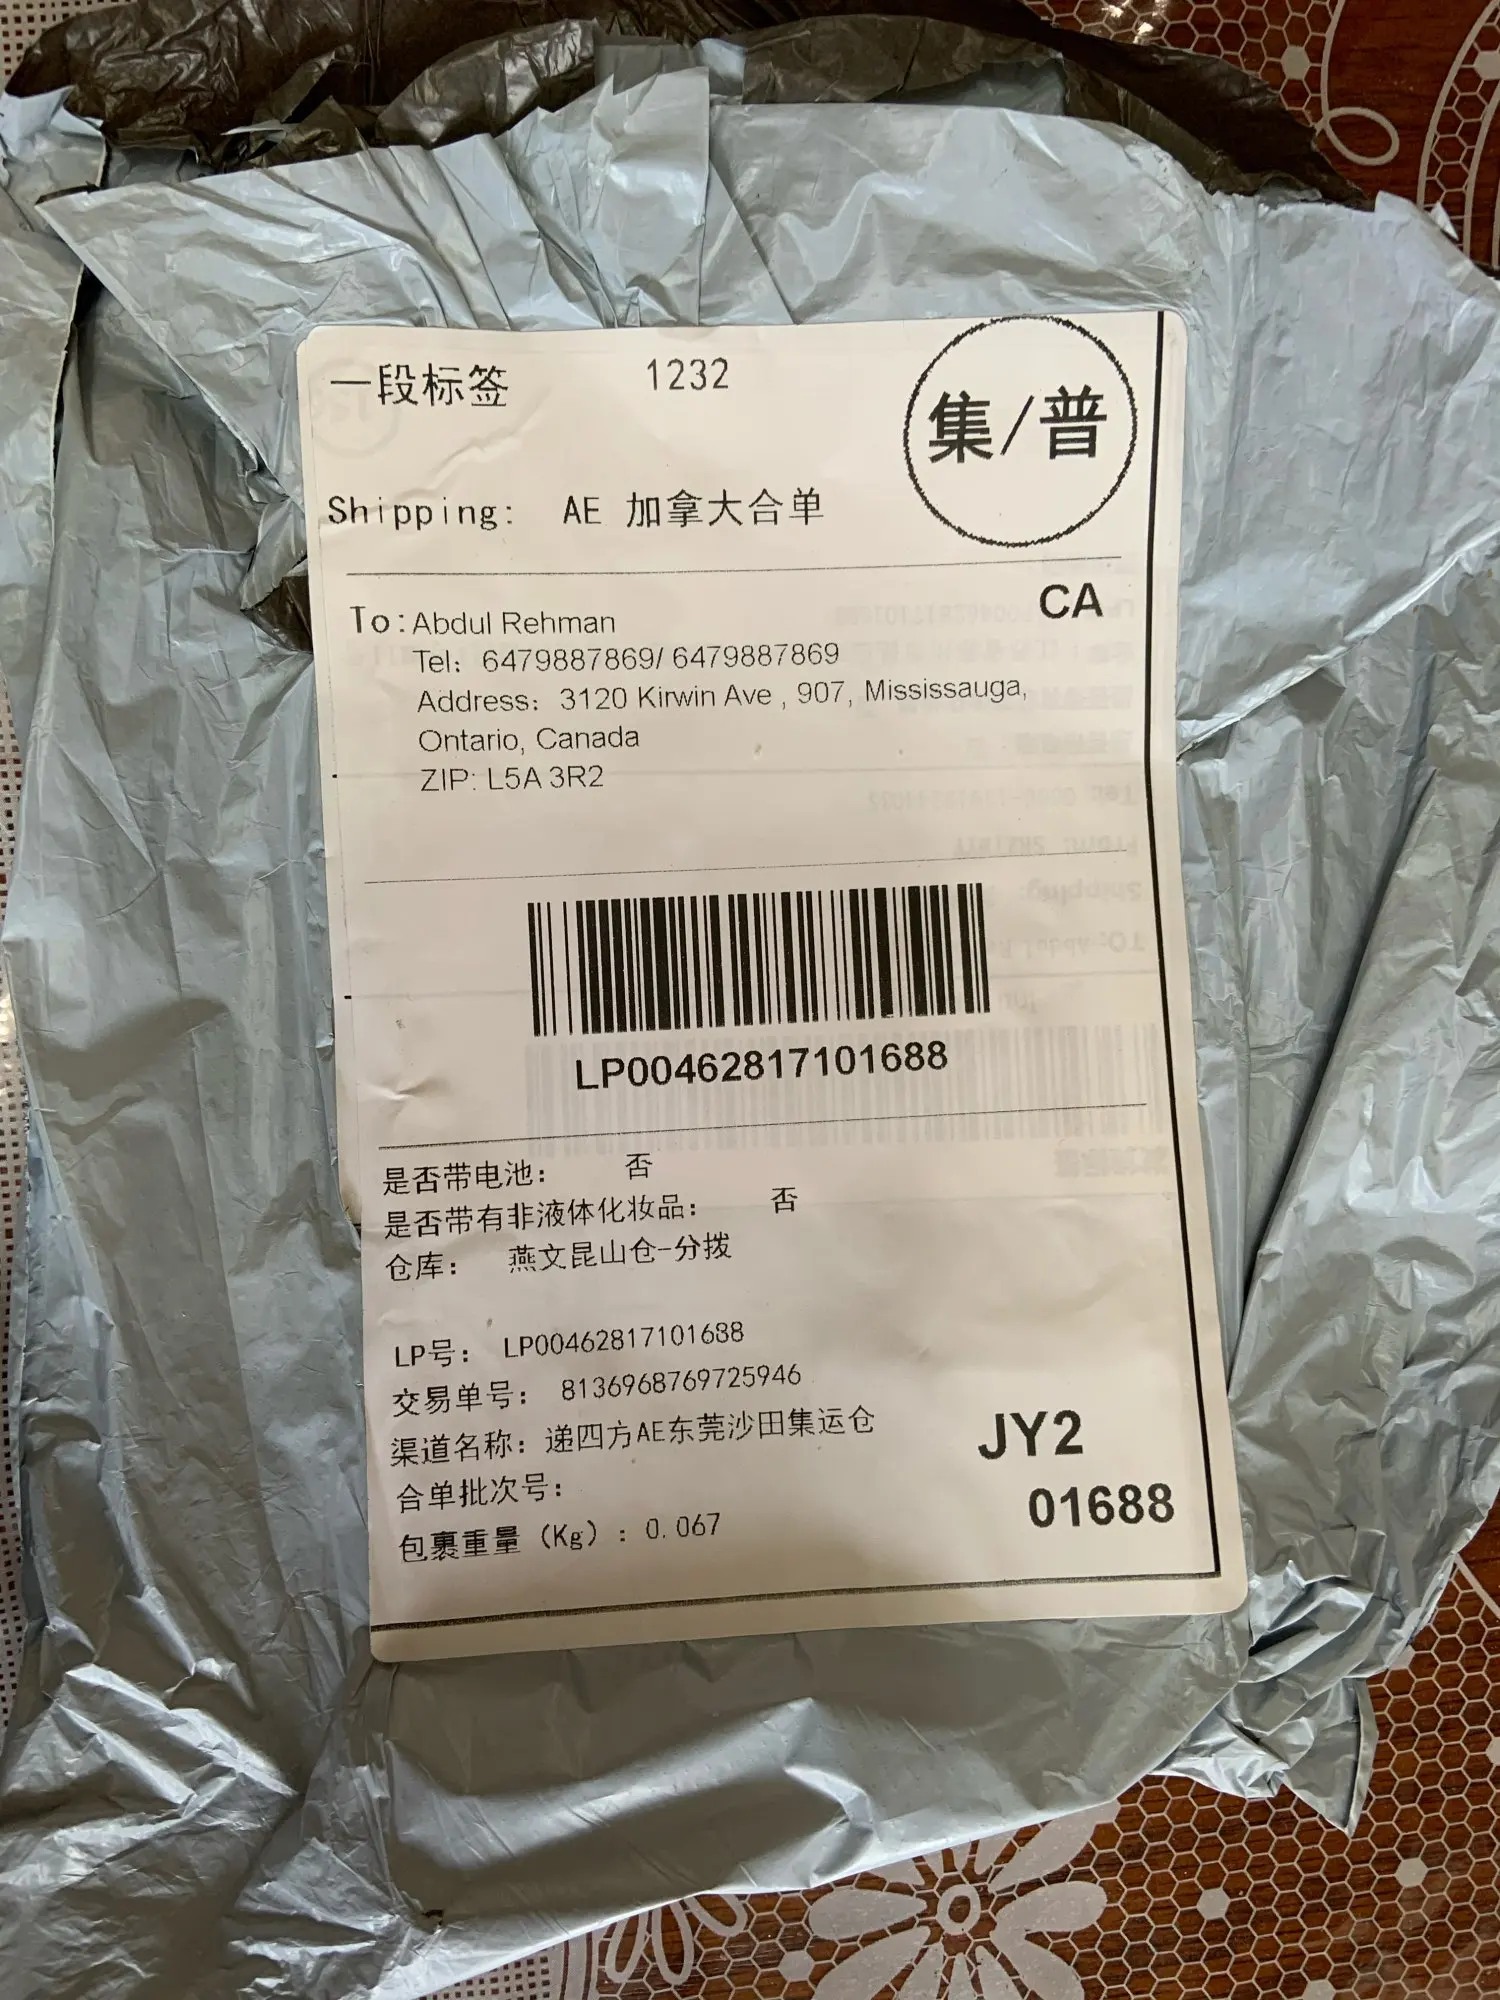 一段标签 1232
集/普
Shipping: AE 加拿大合单
CA
To: Abdul Rehman
Tel: 6479887869/ 6479887869
Address: 3120 Kirwin Ave , 907, Mississauga,
Ontario, Canada
ZIP: L5A 3R2
LP00462817101688
是否带电池: 否
是否带有非液体化妆品: 否
仓库: 燕文昆山仓-分拨
LP号: LP00462817101688
交易单号: 8136968769725946
渠道名称: 递四方AE东莞沙田集运仓
合单批次号:
包裹重量 (Kg) : 0.067
JY2
01688